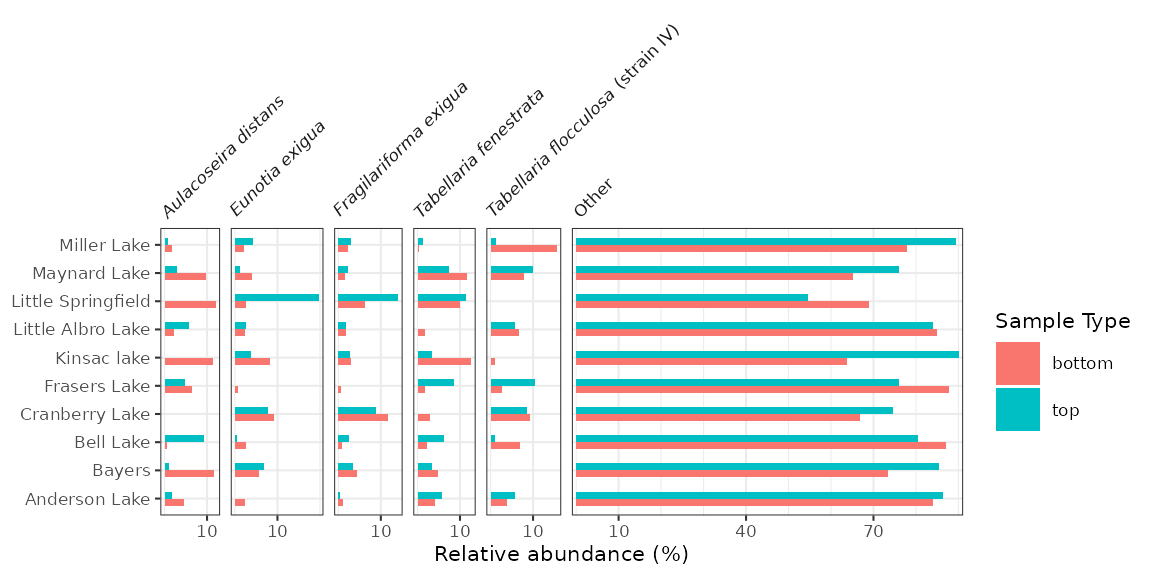 Aulacoseira distans
Eunotia exigua
Fragilariforma exigua
Tabellaria fenestrata
Tabellaria flocculosa (strain IV)
Other
Miller Lake
Maynard Lake
Little Springfield
Little Albro Lake
Kinsac lake
Frasers Lake
Cranberry Lake
Bell Lake
Bayers
Anderson Lake
10 10 10 10 10 10 40 70
Relative abundance (%)
Sample Type
bottom
top